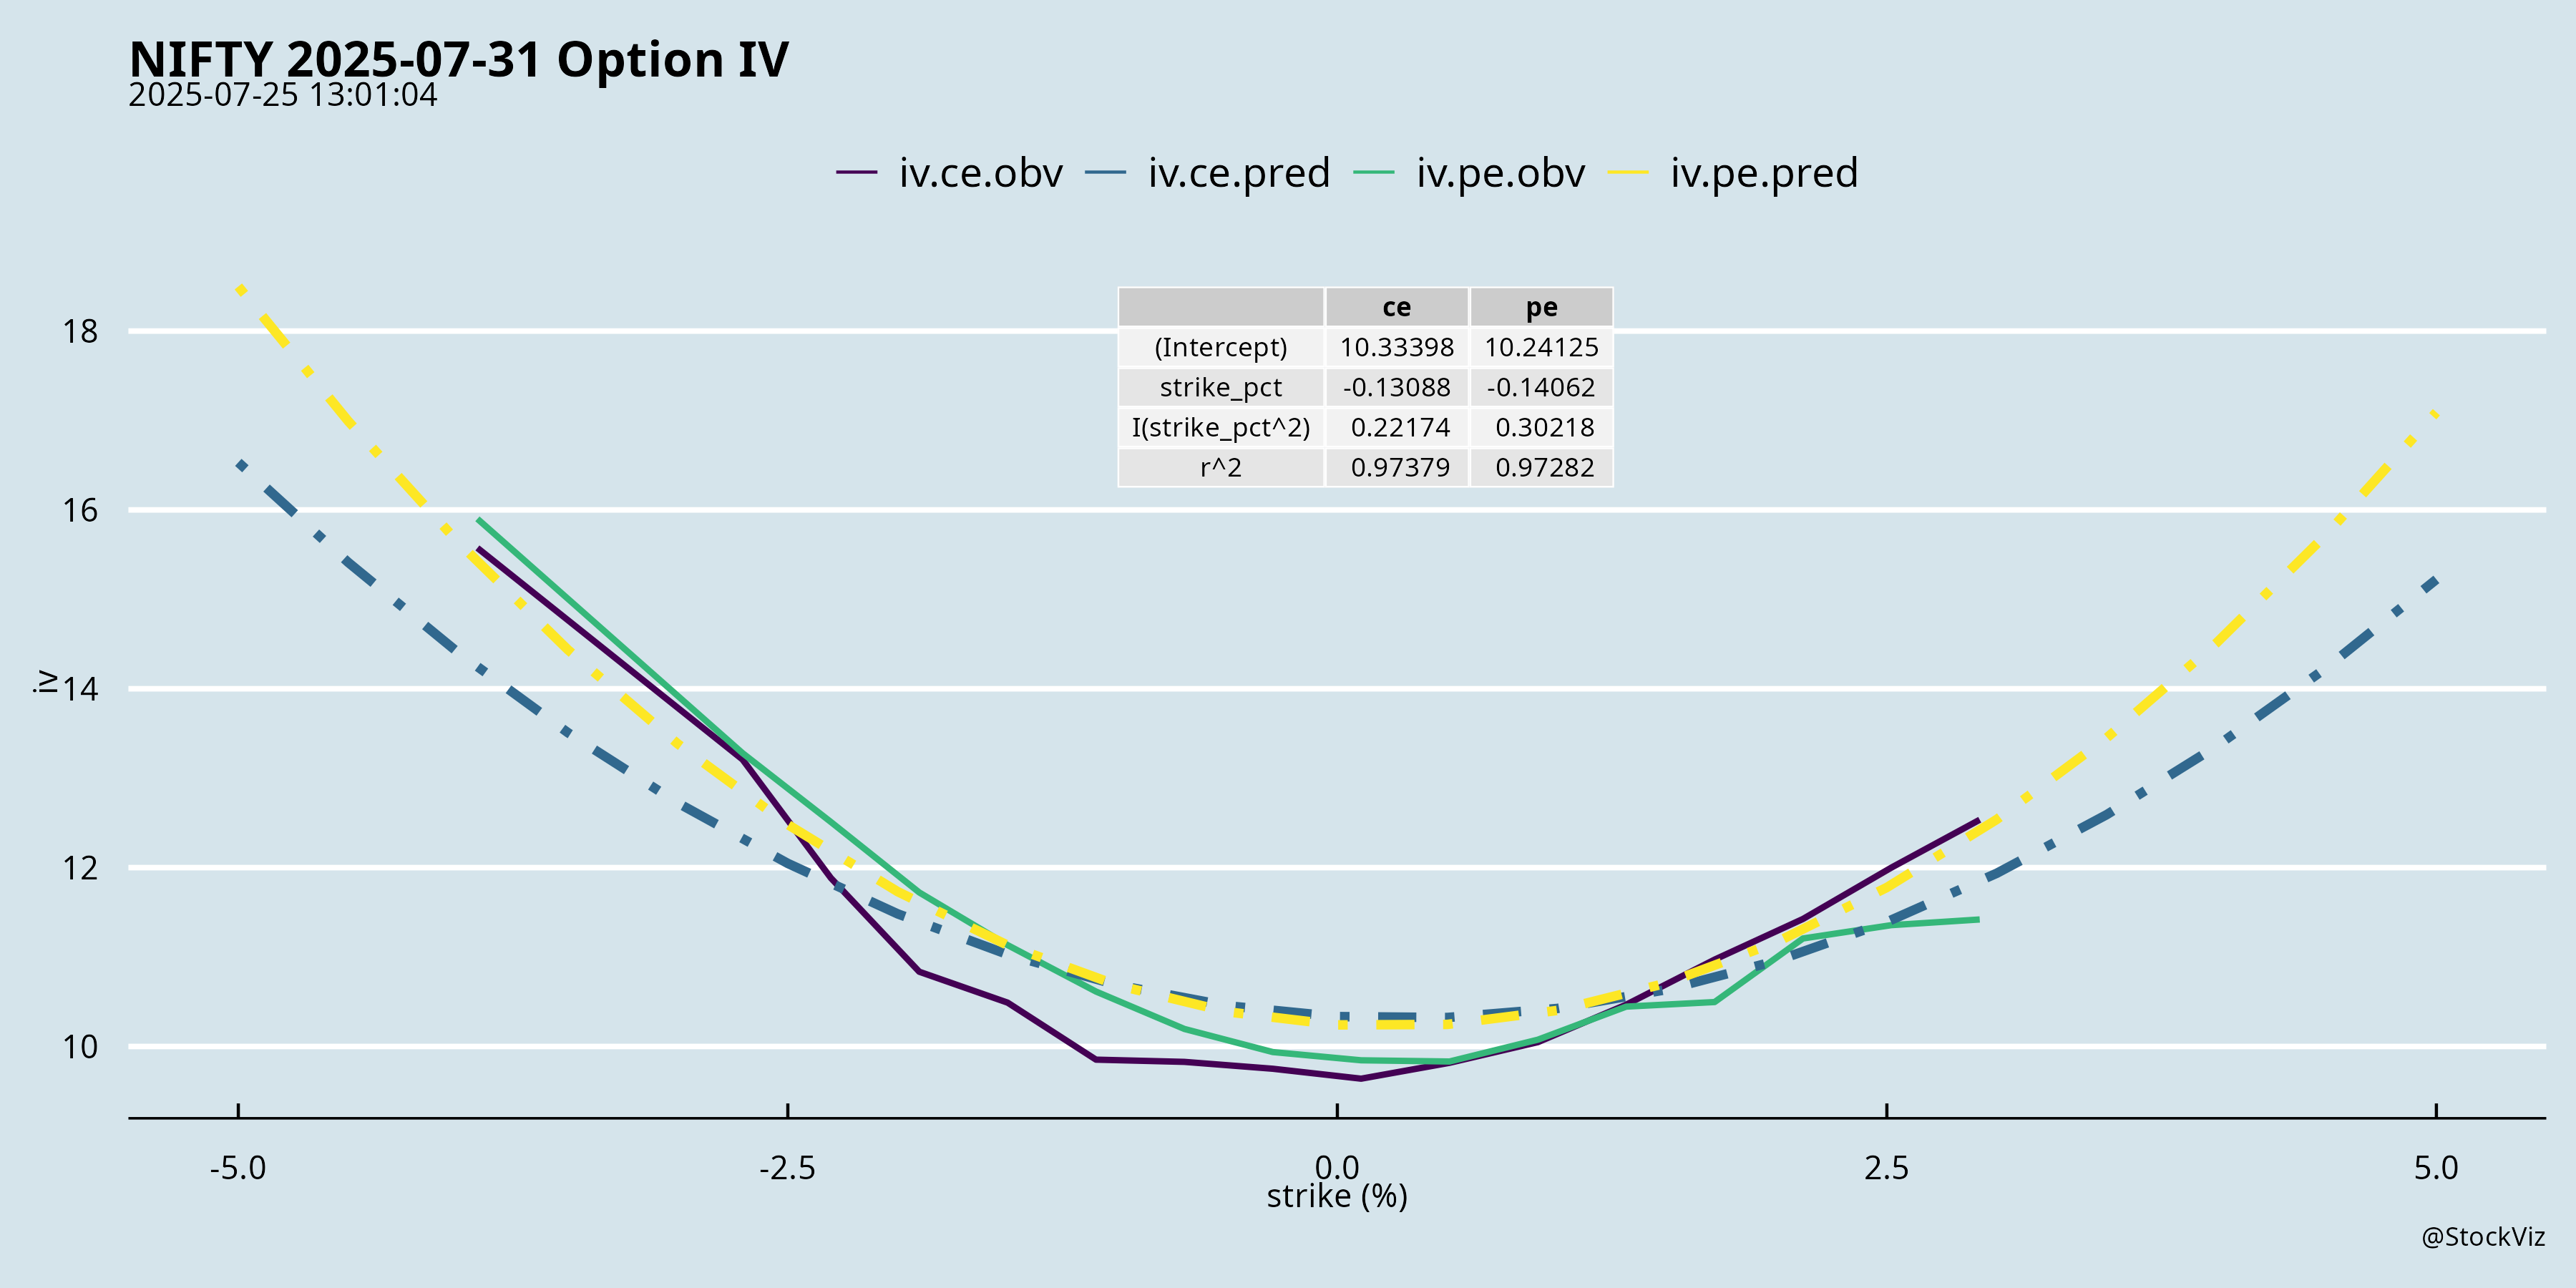 NIFTY 2025-07-31 Option IV
2025-07-25 13:01:04
iv.ce.obv iv.ce.pred iv.pe.obv iv.pe.pred
ce pe
(Intercept) 10.33398 10.24125
strike_pct -0.13088 -0.14062
I(strike_pct^2) 0.22174 0.30218
r^2 0.97379 0.97282
18
16
14
12
10
iv
-5.0 -2.5 0.0 2.5 5.0
strike (%)
@StockViz